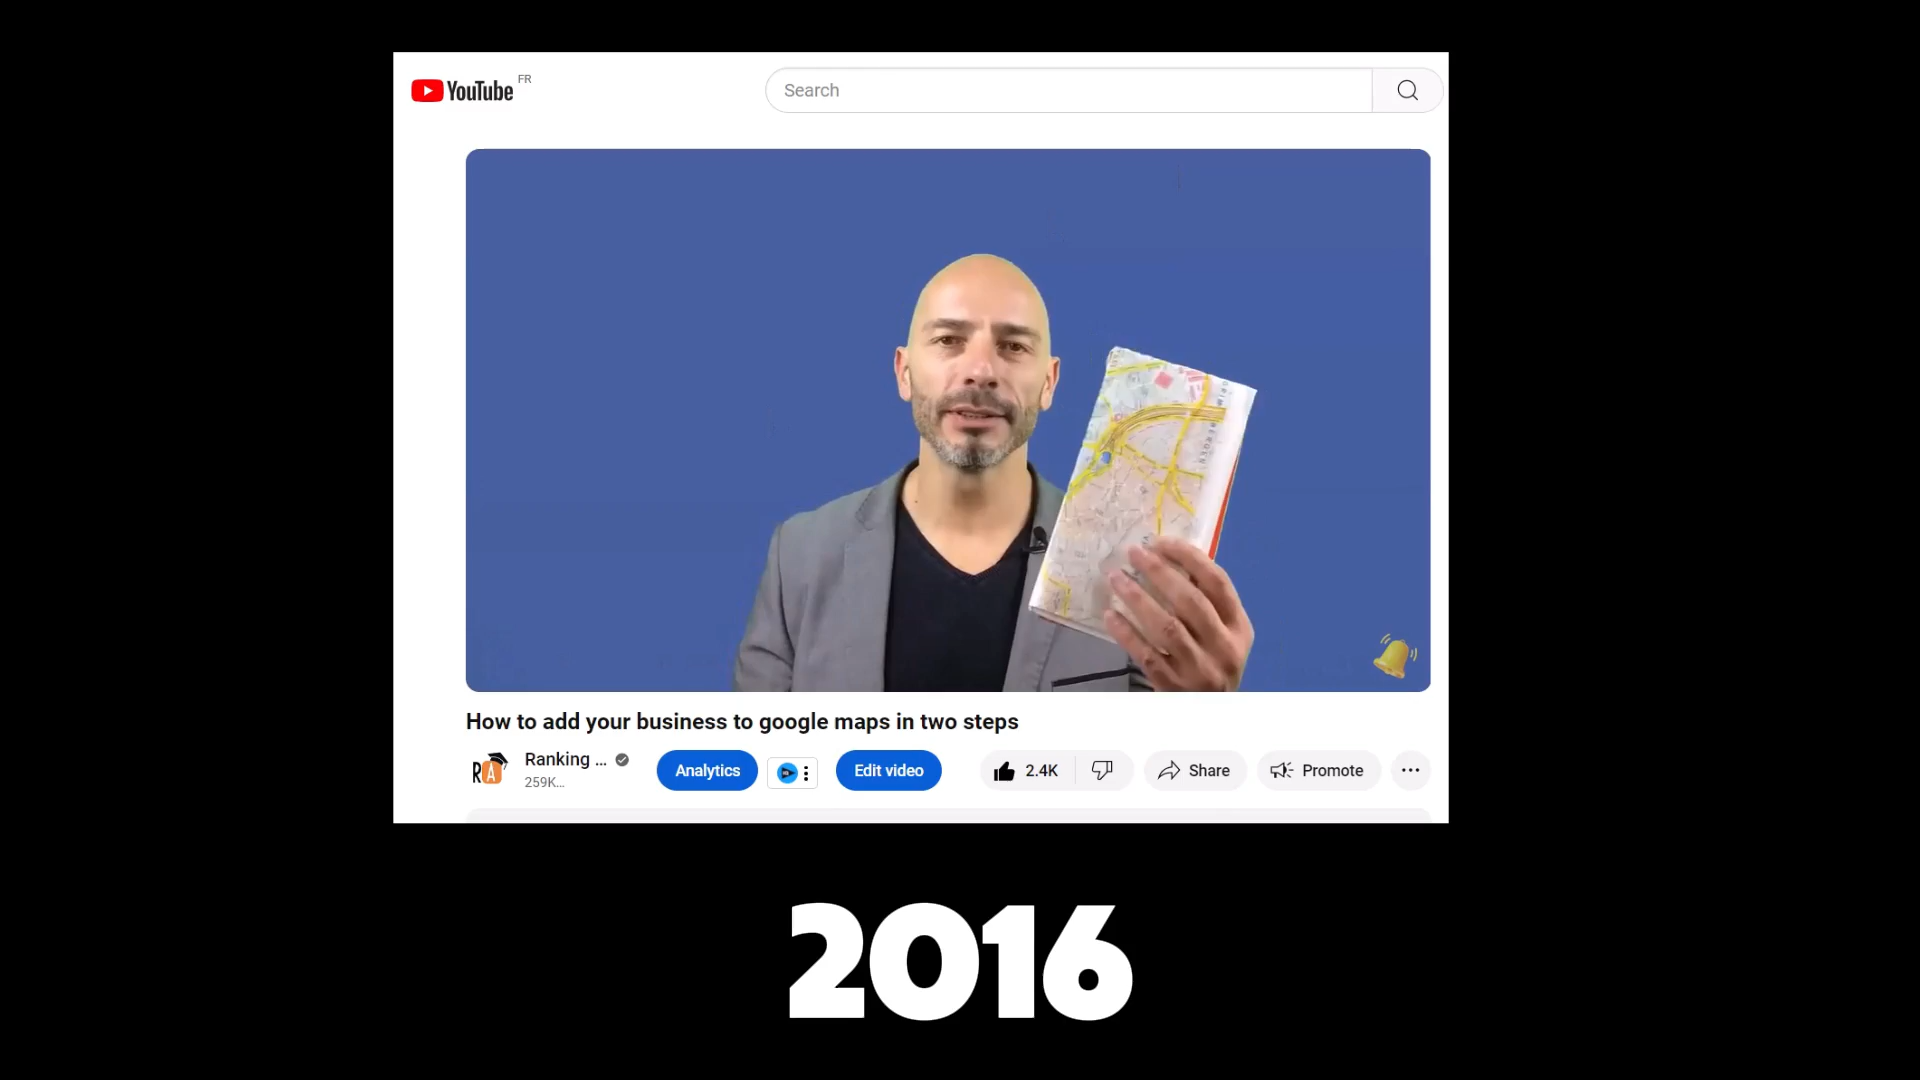 YouTube FR
Search
How to add your business to google maps in two steps
Ranking ...
259K...
Analytics
Edit video
2.4K
Share
Promote
RA
2016